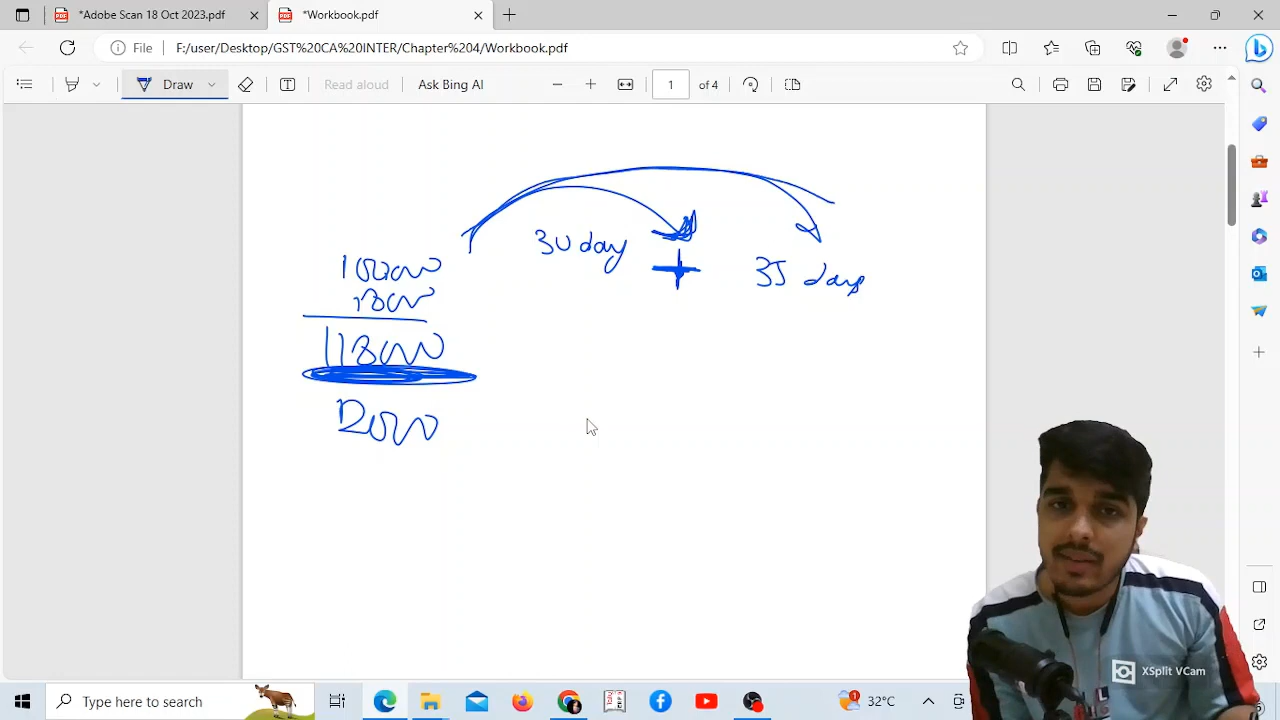 *Adobe Scan 18 Oct 2023.pdf
*Workbook.pdf
File
F:/user/Desktop/GST%20CA%20INTER/Chapter%204/Workbook.pdf
Draw
Read aloud
Ask Bing AI
1 of 4
30 day
35 days
100000
18000
118000
XSplit VCam
Type here to search
1
32°C